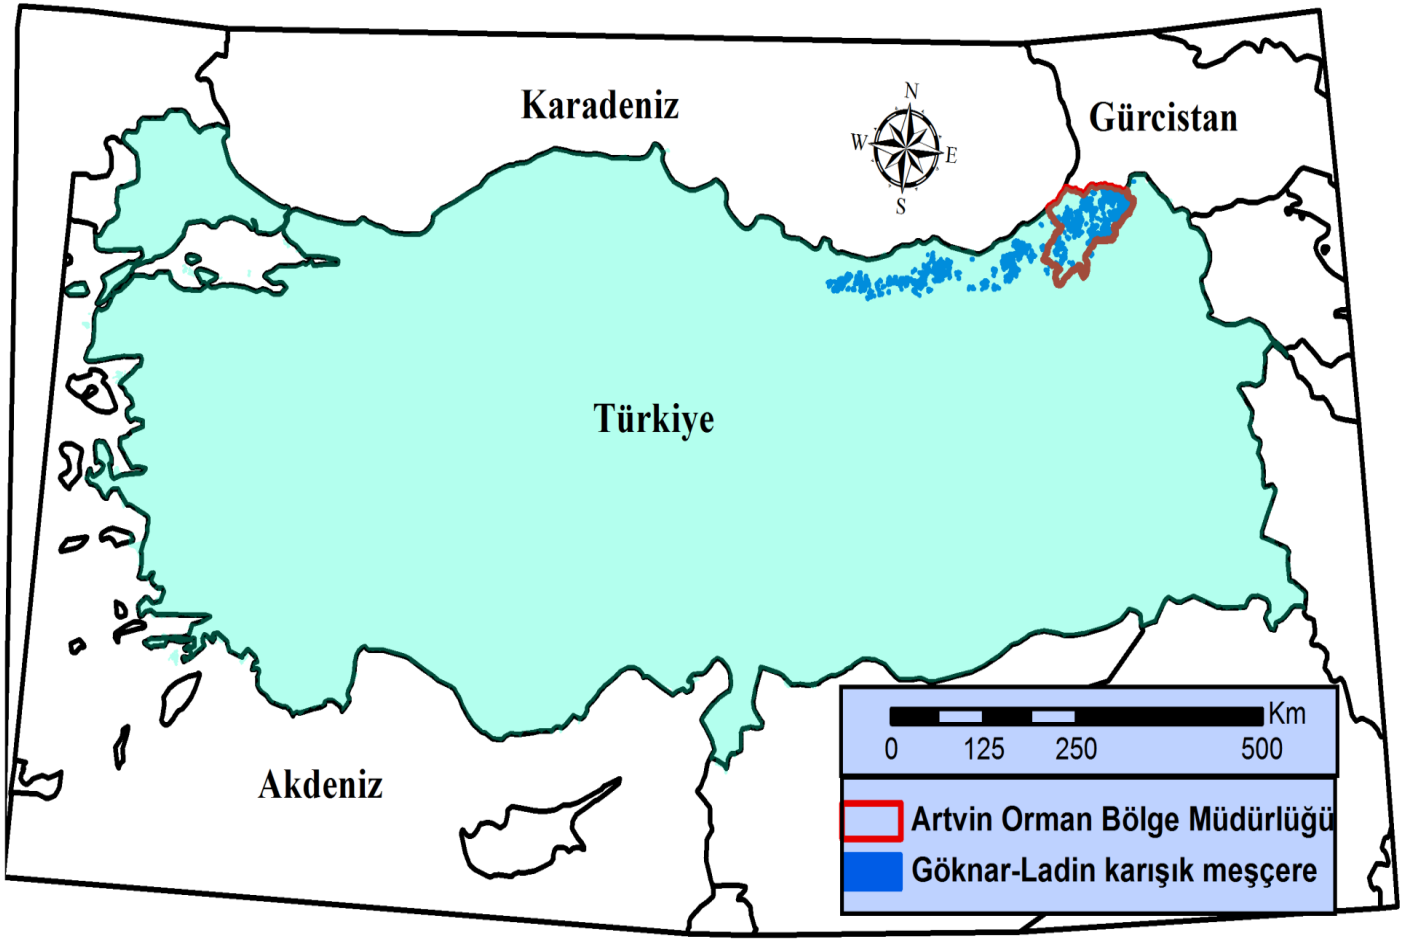 Karadeniz
N
Gürcistan
W
E
S
Türkiye
Akdeniz
Km
0 125 250 500
Artvin Orman Bölge Müdürlüğü
Göknar-Ladin karışık meşçere